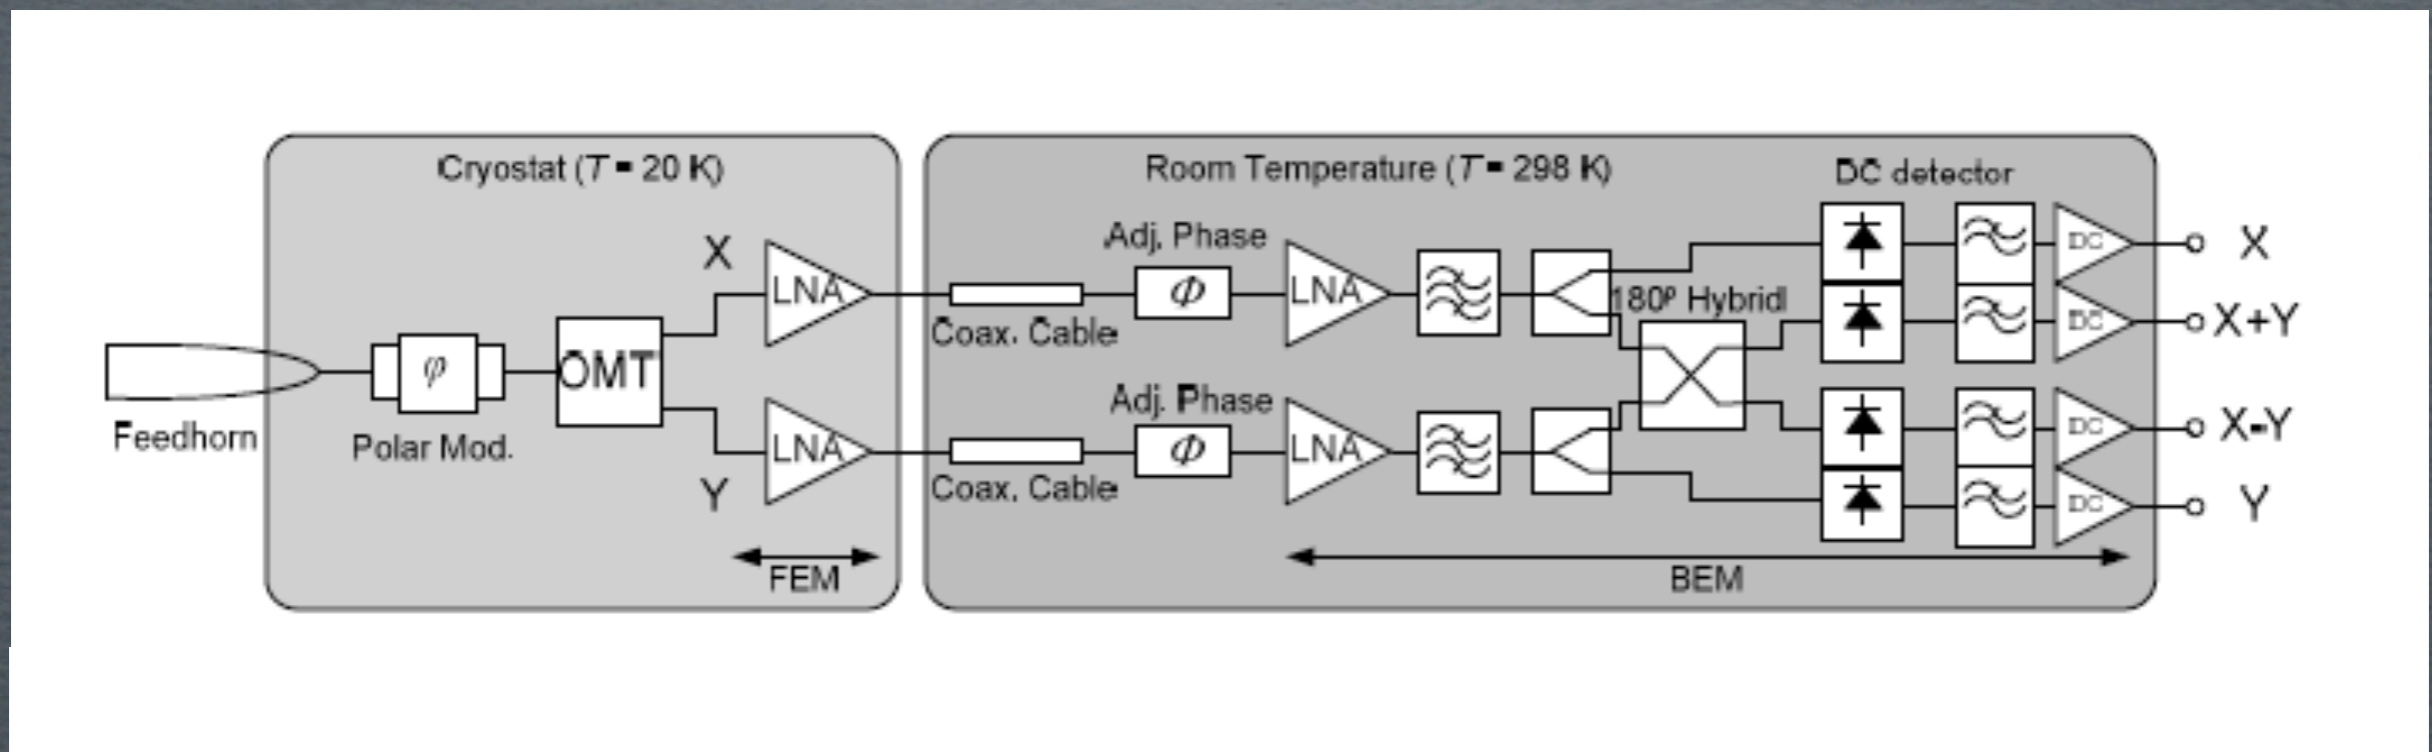 Cryostat (T = 20 K)
Room Temperature (T = 298 K)
DC detector
X
LNA
Coax. Cable
Adj. Phase
Φ
LNA
180º Hybrid
DC
X
DC
X+Y
Feedhorn
φ
Polar Mod.
OMT
Y
LNA
Coax. Cable
Adj. Phase
Φ
LNA
DC
X-Y
DC
Y
FEM
BEM